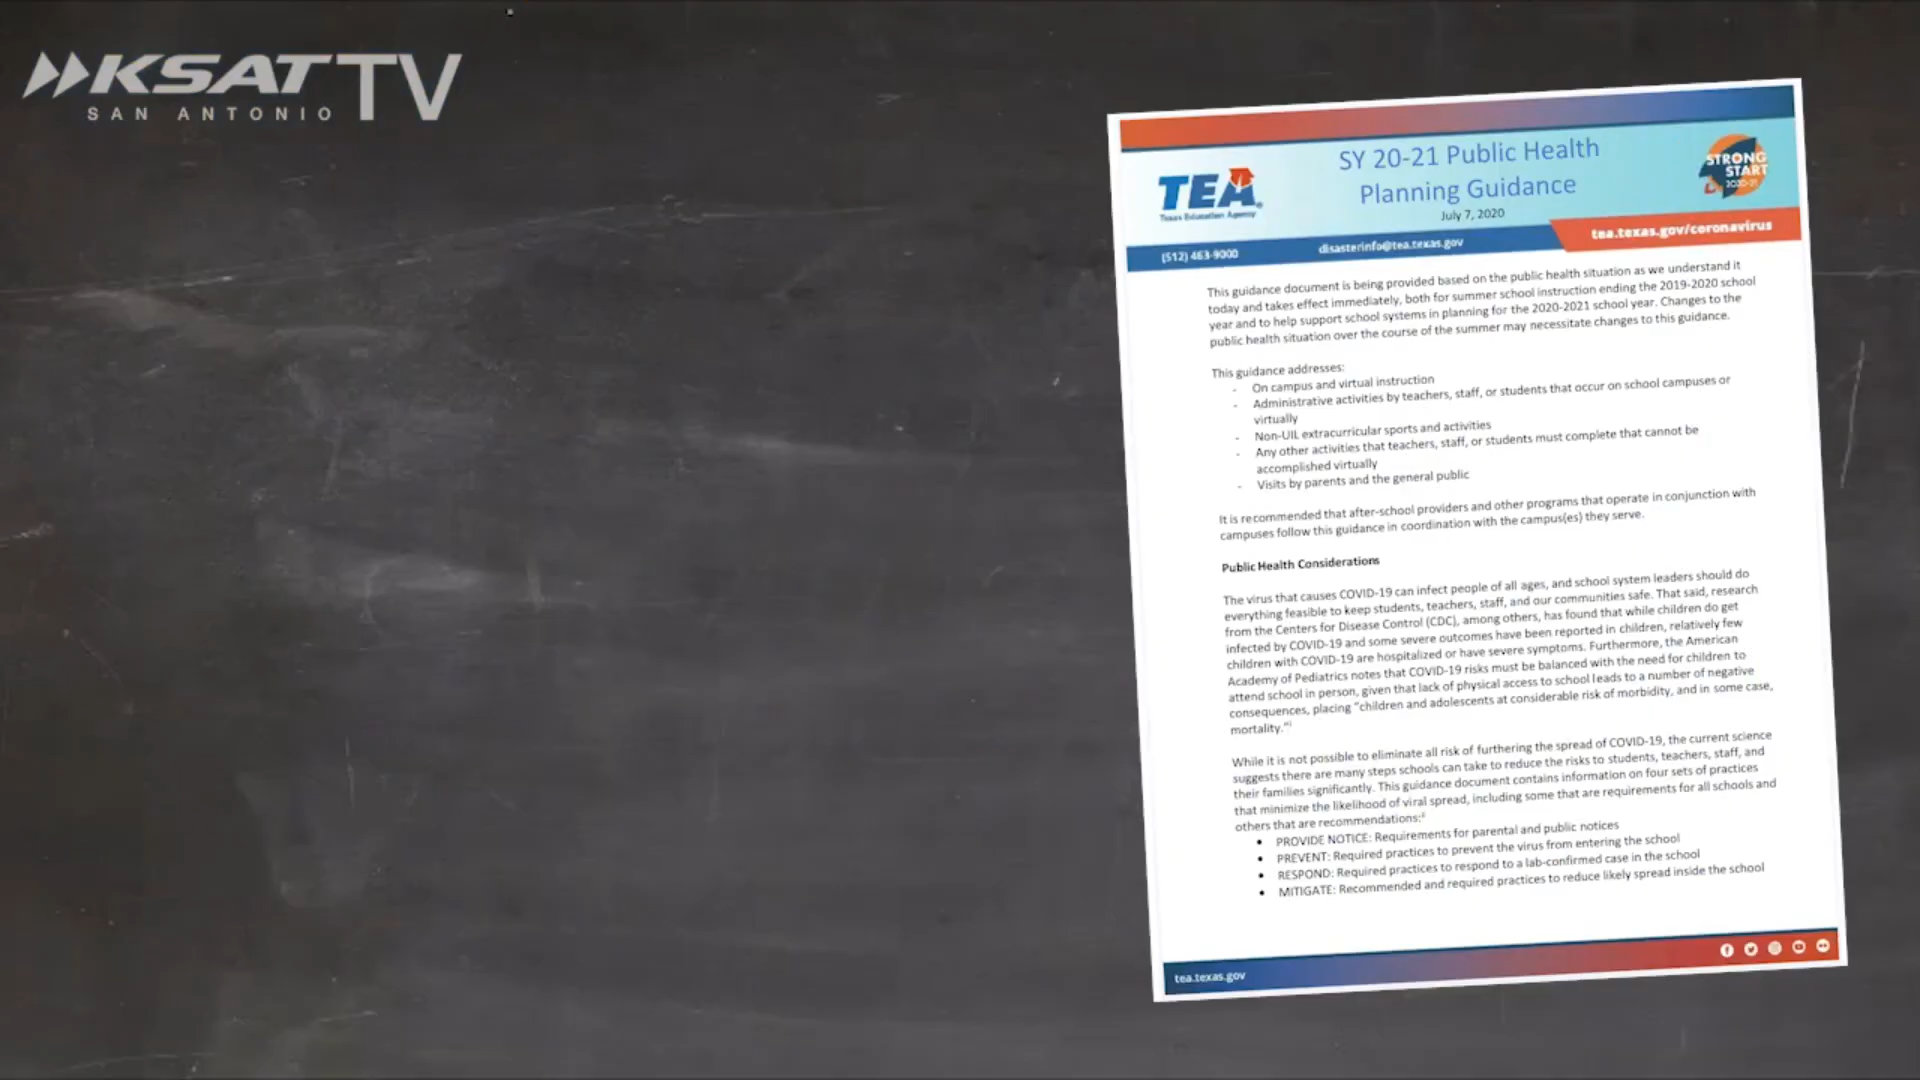 KSAT TV
SAN ANTONIO
SY 20-21 Public Health
Planning Guidance
July 7, 2020
TEA
Texas Education Agency
STRONG
START
2020-21
(512) 463-9000
disasterinfo@tea.texas.gov
tea.texas.gov/coronavirus
This guidance document is being provided based on the public health situation as we understand it
today and takes effect immediately, both for summer school instruction ending the 2019-2020 school
year and to help support school systems in planning for the 2020-2021 school year. Changes to the
public health situation over the course of the summer may necessitate changes to this guidance.
This guidance addresses:
- On campus and virtual instruction
- Administrative activities by teachers, staff, or students that occur on school campuses or
virtually
- Non-UIL extracurricular sports and activities
- Any other activities that teachers, staff, or students must complete that cannot be
accomplished virtually
- Visits by parents and the general public
It is recommended that after-school providers and other programs that operate in conjunction with
campuses follow this guidance in coordination with the campus(es) they serve.
Public Health Considerations
The virus that causes COVID-19 can infect people of all ages, and school system leaders should do
everything feasible to keep students, teachers, staff, and our communities safe. That said, research
from the Centers for Disease Control (CDC), among others, has found that while children do get
infected by COVID-19 and some severe outcomes have been reported in children, relatively few
children with COVID-19 are hospitalized or have severe symptoms. Furthermore, the American
Academy of Pediatrics notes that COVID-19 risks must be balanced with the need for children to
attend school in person, given that lack of physical access to school leads to a number of negative
consequences, placing "children and adolescents at considerable risk of morbidity, and in some case,
mortality."i
While it is not possible to eliminate all risk of furthering the spread of COVID-19, the current science
suggests there are many steps schools can take to reduce the risks to students, teachers, staff, and
their families significantly. This guidance document contains information on four sets of practices
that minimize the likelihood of viral spread, including some that are requirements for all schools and
others that are recommendations:
• PROVIDE NOTICE: Requirements for parental and public notices
• PREVENT: Required practices to prevent the virus from entering the school
• RESPOND: Required practices to respond to a lab-confirmed case in the school
• MITIGATE: Recommended and required practices to reduce likely spread inside the school
tea.texas.gov